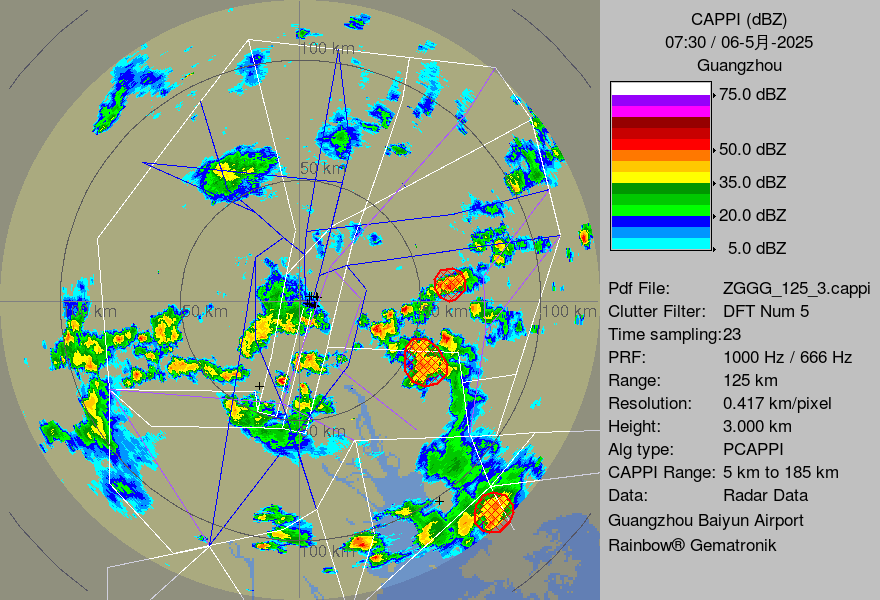 CAPPI (dBZ)
07:30 / 06-5月-2025
Guangzhou
75.0 dBZ
50.0 dBZ
35.0 dBZ
20.0 dBZ
5.0 dBZ
Pdf File: ZGGG_125_3.cappi
Clutter Filter: DFT Num 5
Time sampling:23
PRF: 1000 Hz / 666 Hz
Range: 125 km
Resolution: 0.417 km/pixel
Height: 3.000 km
Alg type: PCAPPI
CAPPI Range: 5 km to 185 km
Data: Radar Data
Guangzhou Baiyun Airport
Rainbow® Gematronik
100 km
50 km
km
50 km
km
100 km
km
100 km